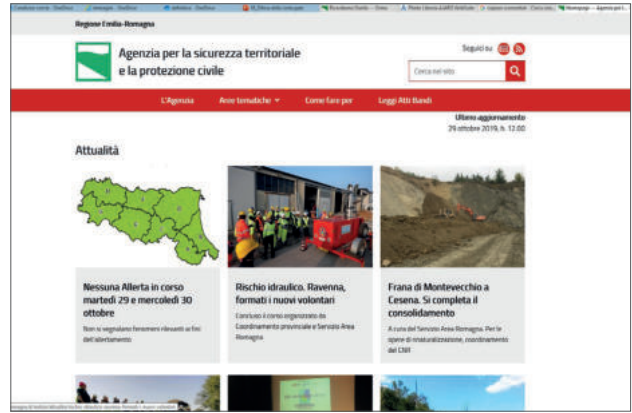 Regione Emilia-Romagna
Agenzia per la sicurezza territoriale
e la protezione civile
Seguici su
Cerca nel sito
L'Agenzia Aree tematiche Come fare per Leggi Atti Bandi
Ultimo aggiornamento
29 ottobre 2019, h. 12.00
Attualità
Nessuna Allerta in corso
martedì 29 e mercoledì 30
ottobre
Non si segnalano fenomeni rilevanti ai fini
dell'allertamento
Rischio idraulico. Ravenna,
formati i nuovi volontari
Concluso il corso organizzato da
Coordinamento provinciale e Servizio Area
Romagna
Frana di Montevecchio a
Cesena. Si completa il
consolidamento
A cura del Servizio Area Romagna. Per le
opere di rinaturalizzazione, coordinamento
del CNR